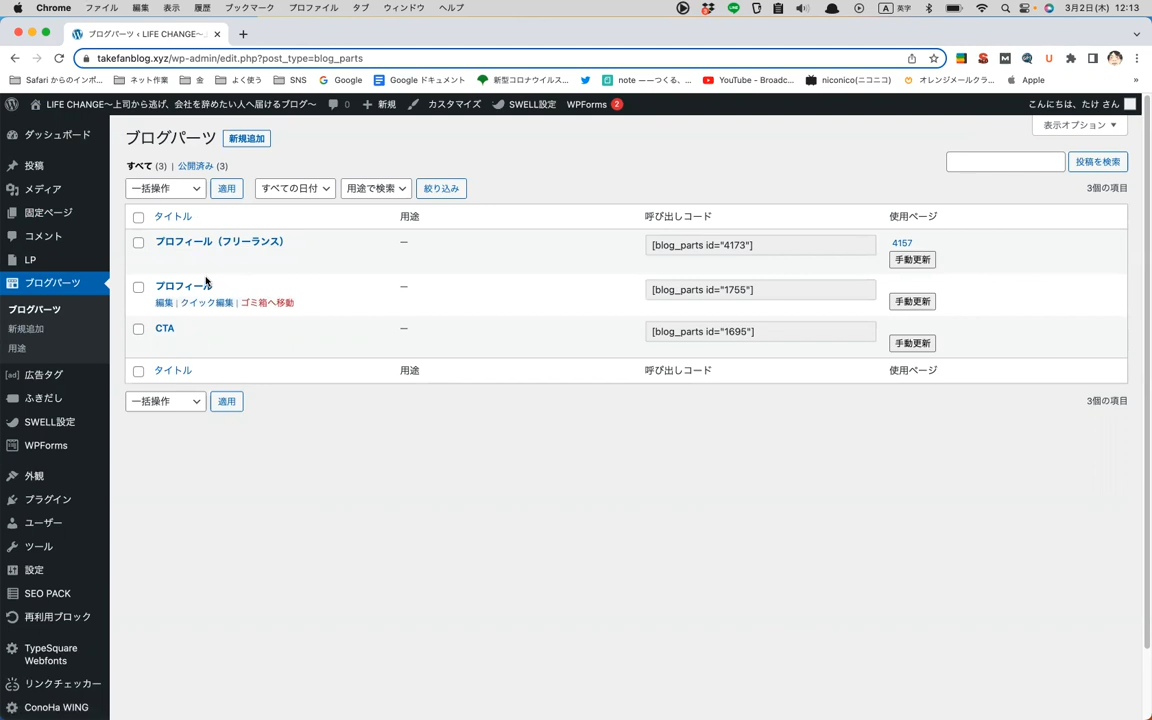 Chrome ファイル 編集 表示 履歴 ブックマーク プロファイル タブ ウィンドウ ヘルプ A 英字 3月2日(木) 12:13
ブログパーツ ‹ LIFE CHANGE〜上 × +
takefanblog.xyz/wp-admin/edit.php?post_type=blog_parts
Safari からのインポ... ネット作業 金 よく使う SNS Google Google ドキュメント 新型コロナウイルス... note ーーつくる、... YouTube - Broadc... niconico(ニコニコ) オレンジメールクラ... Apple »
LIFE CHANGE〜上司から逃げ、会社を辞めたい人へ届けるブログ〜 0 新規 カスタマイズ SWELL設定 WPForms 2 こんにちは、たけ さん
表示オプション ▼
ダッシュボード
投稿
メディア
固定ページ
コメント
LP
ブログパーツ
ブログパーツ
新規追加
用途
[ad] 広告タグ
ふきだし
SWELL設定
WPForms
外観
プラグイン
ユーザー
ツール
設定
SEO PACK
再利用ブロック
TypeSquare
Webfonts
リンクチェッカー
ConoHa WING
ブログパーツ 新規追加
すべて (3) | 公開済み (3)
投稿を検索
一括操作 適用 すべての日付 用途で検索 絞り込み 3個の項目
タイトル 用途 呼び出しコード 使用ページ
プロフィール（フリーランス） — [blog_parts id="4173"] 4157
手動更新
プロフィール — [blog_parts id="1755"]
編集 | クイック編集 | ゴミ箱へ移動 手動更新
CTA — [blog_parts id="1695"]
手動更新
タイトル 用途 呼び出しコード 使用ページ
一括操作 適用 3個の項目